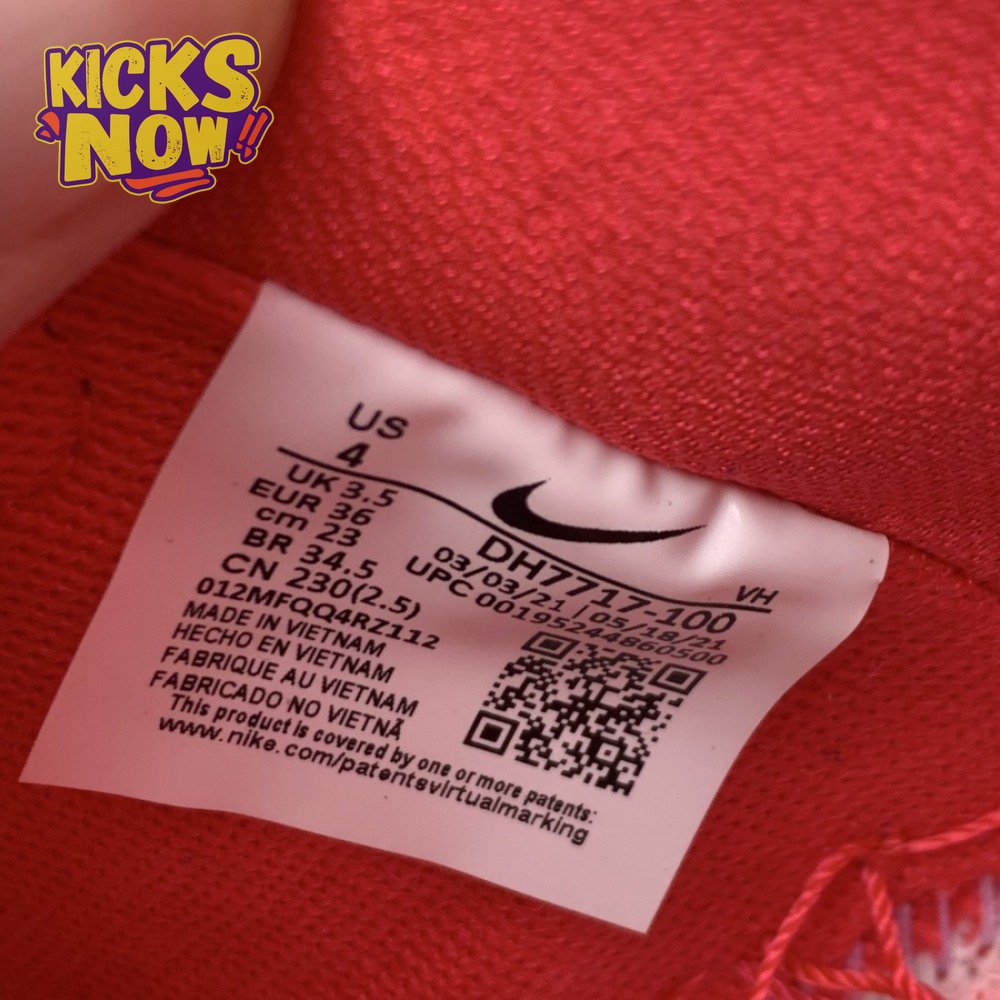 KICKS
NOW!!
US
4
UK 3.5
EUR 36
cm 23
BR 34.5
CN 230(2.5)
012MFQQ4RZ112
MADE IN VIETNAM
HECHO EN VIETNAM
FABRIQUE AU VIETNAM
FABRICADO NO VIETNÃ
This product is covered by one or more patents:
www.nike.com/patentsvirtualmarking
VH
DH7717-100
03/03/21 / 05/18/21
UPC 00195244860500